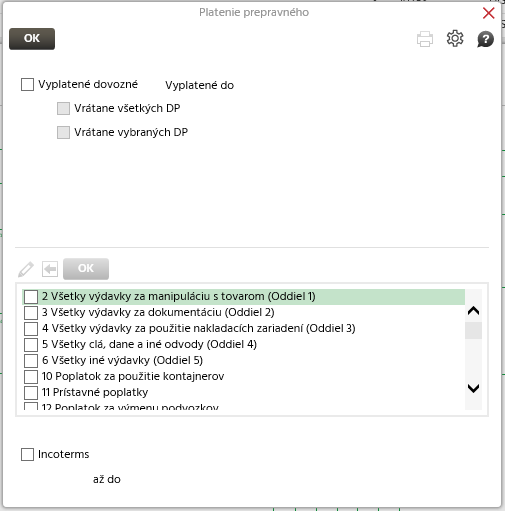 Platenie prepravného
OK
?
Vyplatené dovozné Vyplatené do
Vrátane všetkých DP
Vrátane vybraných DP
OK
2 Všetky výdavky za manipuláciu s tovarom (Oddiel 1)
3 Všetky výdavky za dokumentáciu (Oddiel 2)
4 Všetky výdavky za použitie nakladacích zariadení (Oddiel 3)
5 Všetky clá, dane a iné odvody (Oddiel 4)
6 Všetky iné výdavky (Oddiel 5)
10 Poplatok za použitie kontajnerov
11 Prístavné poplatky
12 Poplatok za výmenu podvozkov
Incoterms
až do